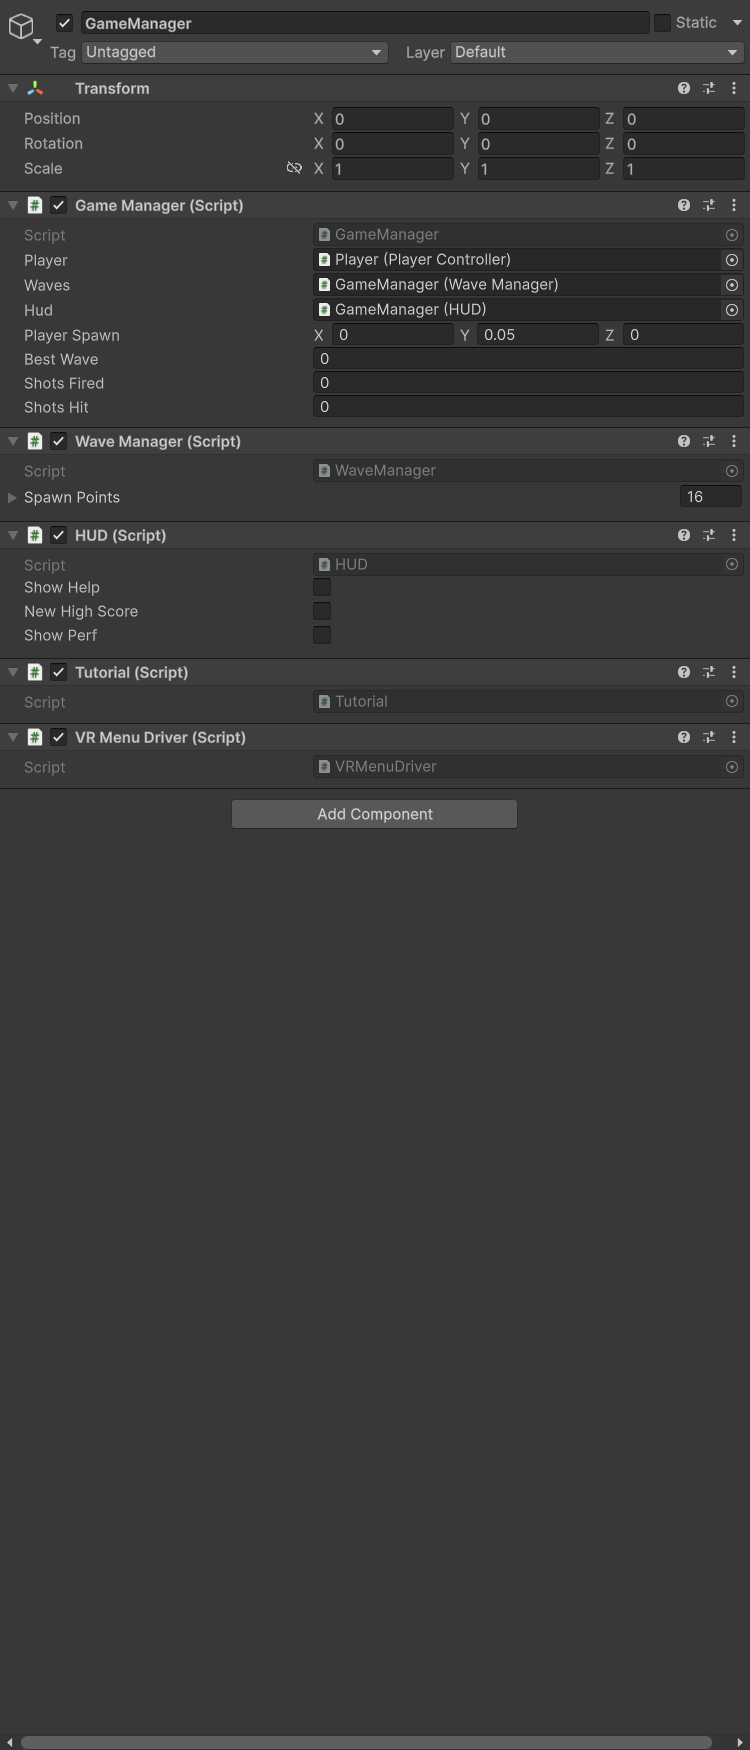 GameManager Static
Tag Untagged Layer Default
Transform
Position X 0 Y 0 Z 0
Rotation X 0 Y 0 Z 0
Scale X 1 Y 1 Z 1
Game Manager (Script)
Script GameManager
Player Player (Player Controller)
Waves GameManager (Wave Manager)
Hud GameManager (HUD)
Player Spawn X 0 Y 0.05 Z 0
Best Wave 0
Shots Fired 0
Shots Hit 0
Wave Manager (Script)
Script WaveManager
Spawn Points 16
HUD (Script)
Script HUD
Show Help
New High Score
Show Perf
Tutorial (Script)
Script Tutorial
VR Menu Driver (Script)
Script VRMenuDriver
Add Component